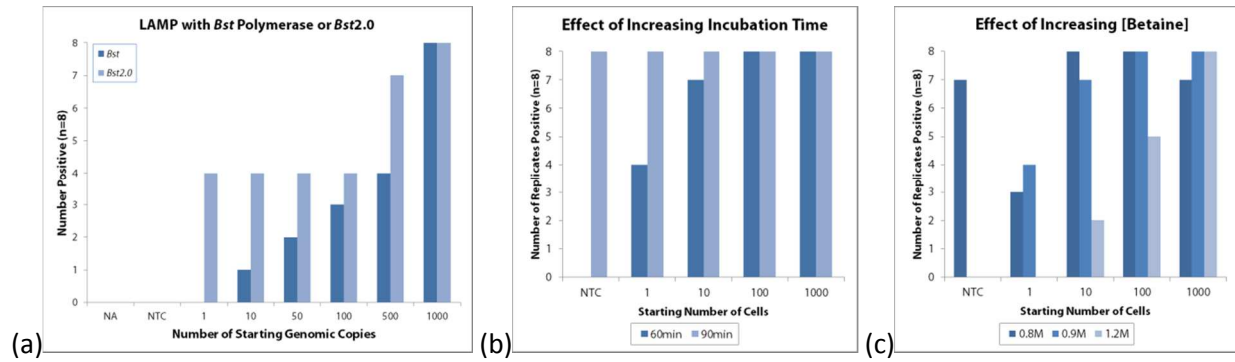 LAMP with Bst Polymerase or Bst2.0
Bst
Bst2.0
Number Positive (n=8)
8
7
6
5
4
3
2
1
0
NA NTC 1 10 50 100 500 1000
Number of Starting Genomic Copies
(a)
Effect of Increasing Incubation Time
Number of Replicates Positive (n=8)
8
7
6
5
4
3
2
1
0
NTC 1 10 100 1000
Starting Number of Cells
60min 90min
(b)
Effect of Increasing [Betaine]
Number of Replicates Positive (n=8)
8
7
6
5
4
3
2
1
0
NTC 1 10 100 1000
Starting Number of Cells
0.8M 0.9M 1.2M
(c)